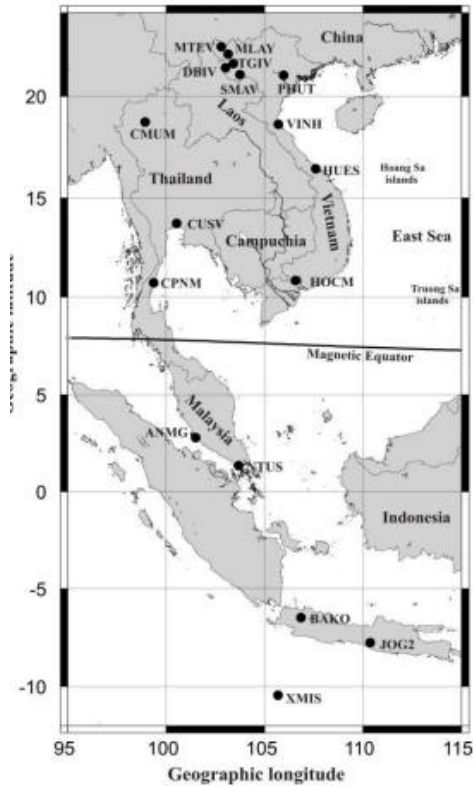 China
MTEV
MLAY
TGIV
DBIV
SMAV
PHUT
20
Laos
VINH
CMUM
HUES
Hoang Sa
islands
Thailand
15
Vietnam
CUSV
Campuchia
East Sea
CPNM
HOCM
Truong Sa
islands
10
Magnetic Equator
5
Malaysia
ANMG
NTUS
0
Indonesia
-5
BAKO
JOG2
-10
XMIS
95
100
105
110
115
Geographic longitude